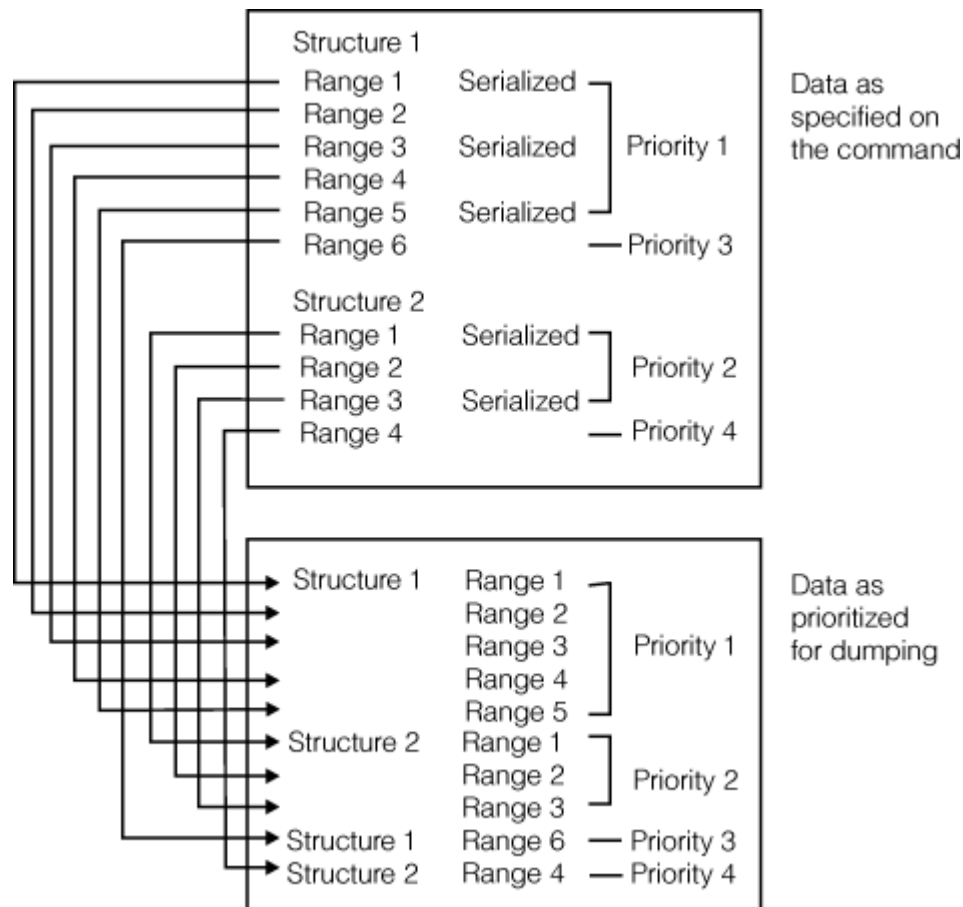 Structure 1
Range 1 Serialized
Range 2
Range 3 Serialized Priority 1
Range 4
Range 5 Serialized
Range 6 Priority 3
Structure 2
Range 1 Serialized
Range 2 Priority 2
Range 3 Serialized
Range 4 Priority 4
Data as
specified on
the command
Structure 1 Range 1
Range 2
Range 3 Priority 1
Range 4
Range 5
Structure 2 Range 1
Range 2 Priority 2
Range 3
Structure 1 Range 6 Priority 3
Structure 2 Range 4 Priority 4
Data as
prioritized
for dumping